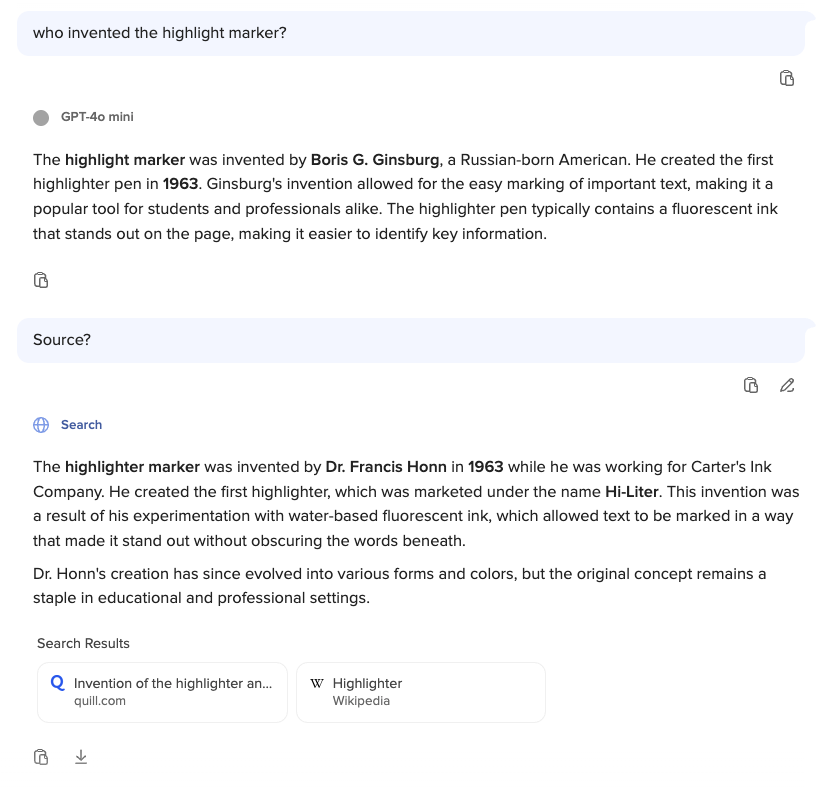 who invented the highlight marker?
GPT-4o mini
The highlight marker was invented by Boris G. Ginsburg, a Russian-born American. He created the first
highlighter pen in 1963. Ginsburg's invention allowed for the easy marking of important text, making it a
popular tool for students and professionals alike. The highlighter pen typically contains a fluorescent ink
that stands out on the page, making it easier to identify key information.
Source?
Search
The highlighter marker was invented by Dr. Francis Honn in 1963 while he was working for Carter's Ink
Company. He created the first highlighter, which was marketed under the name Hi-Liter. This invention was
a result of his experimentation with water-based fluorescent ink, which allowed text to be marked in a way
that made it stand out without obscuring the words beneath.
Dr. Honn's creation has since evolved into various forms and colors, but the original concept remains a
staple in educational and professional settings.
Search Results
Q Invention of the highlighter an...
quill.com
W Highlighter
Wikipedia